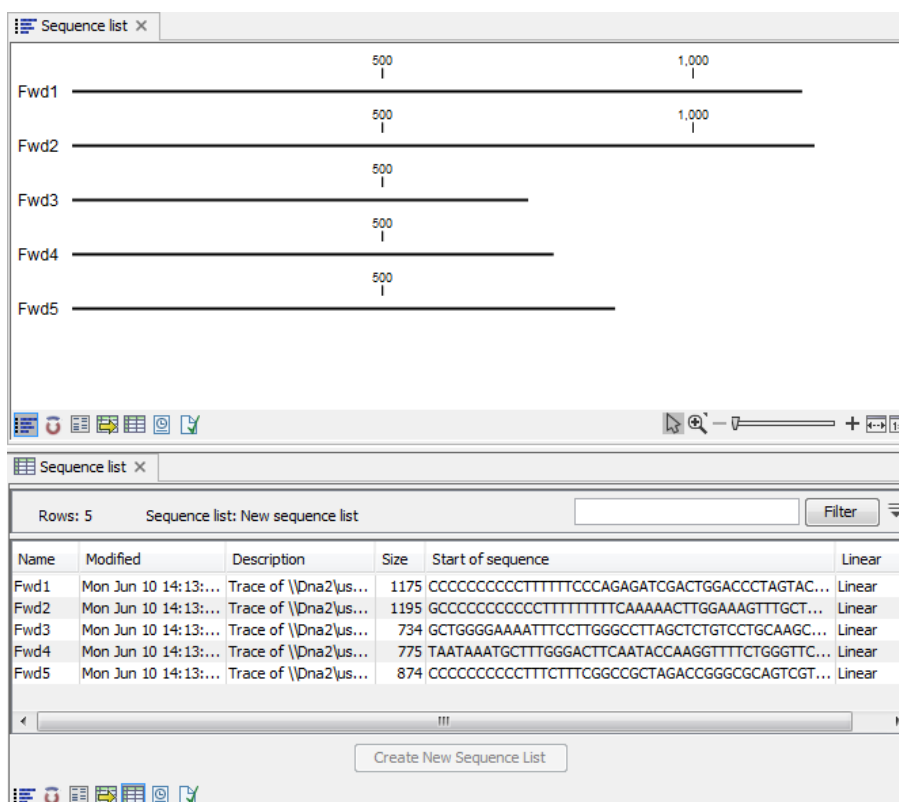 Sequence list
500 1,000
Fwd1
500 1,000
Fwd2
500
Fwd3
500
Fwd4
500
Fwd5
Sequence list
Rows: 5 Sequence list: New sequence list Filter
Name Modified Description Size Start of sequence Linear
Fwd1 Mon Jun 10 14:13:... Trace of \\Dna2\us... 1175 CCCCCCCCCCTTTTTTCCCAGAGATCGACTGGACCCTAGTAC... Linear
Fwd2 Mon Jun 10 14:13:... Trace of \\Dna2\us... 1195 GCCCCCCCCCCCTTTTTTTTTCAAAAACTTGGAAAGTTTGCT... Linear
Fwd3 Mon Jun 10 14:13:... Trace of \\Dna2\us... 734 GCTGGGGAAAATTTCCTTGGGCCTTAGCTCTGTCCTGCAAGC... Linear
Fwd4 Mon Jun 10 14:13:... Trace of \\Dna2\us... 775 TAATAAATGCTTTGGGACTTCAATACCAAGGTTTTCTGGGTTC... Linear
Fwd5 Mon Jun 10 14:13:... Trace of \\Dna2\us... 874 CCCCCCCCCCTTTCTTTCGGCCGCTAGACCGGGCGCAGTCGT... Linear
Create New Sequence List